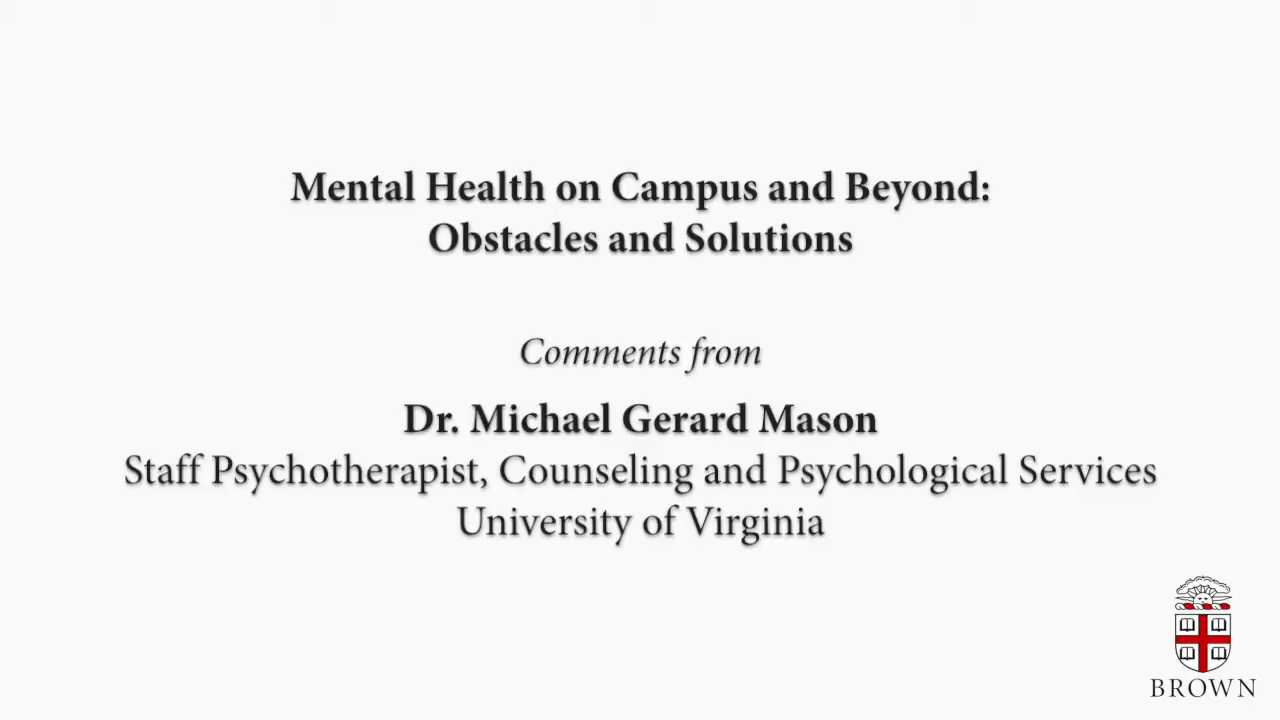 Mental Health on Campus and Beyond:
Obstacles and Solutions
Comments from
Dr. Michael Gerard Mason
Staff Psychotherapist, Counseling and Psychological Services
University of Virginia
BROWN